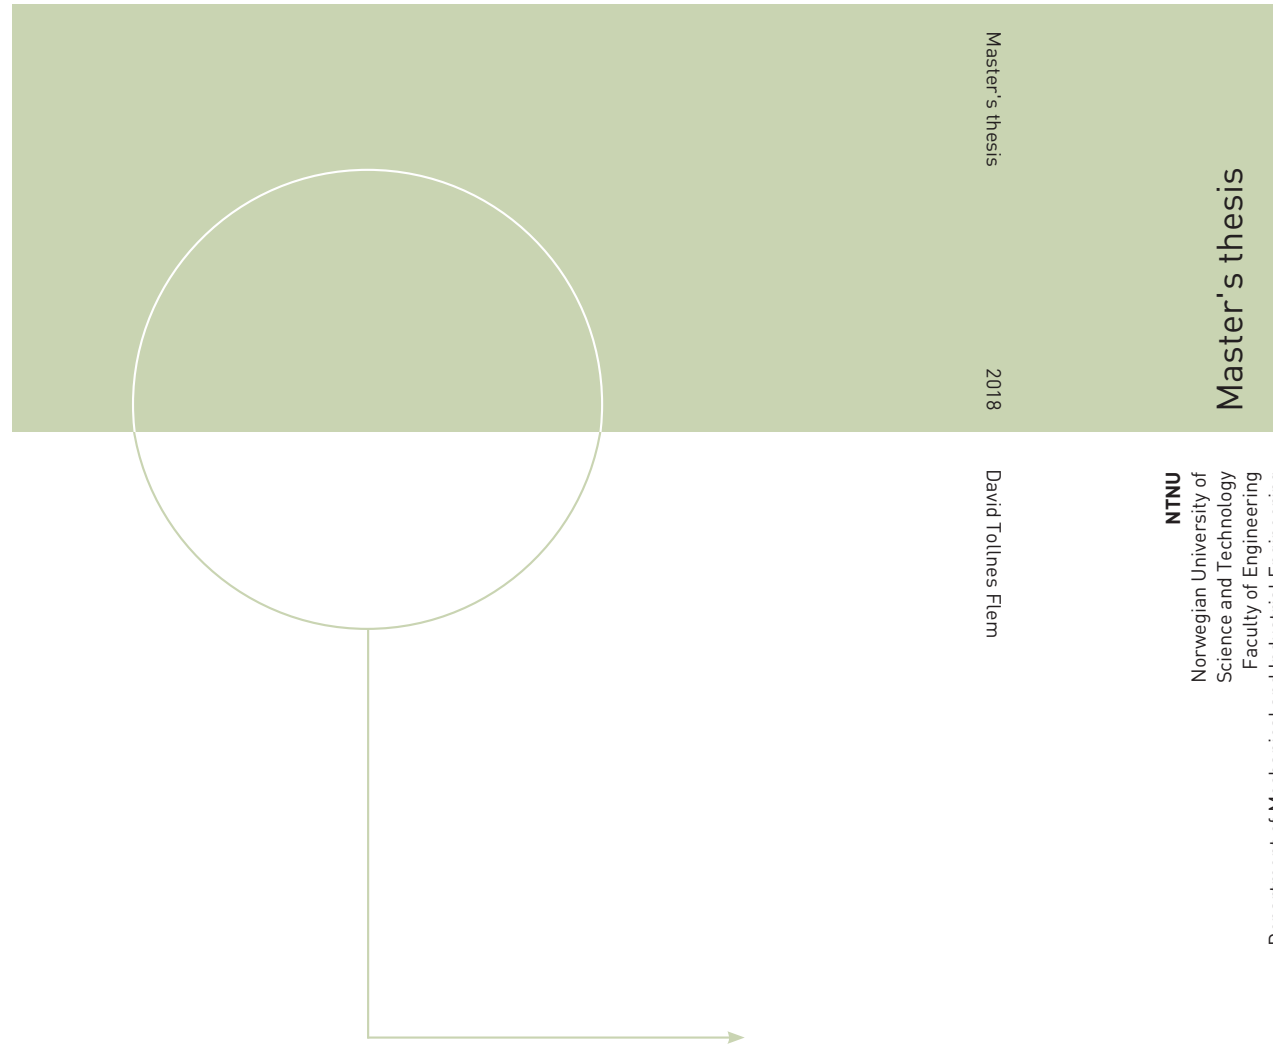 Master's thesis
2018
David Tollnes Flem
Master's thesis
NTNU
Norwegian University of
Science and Technology
Faculty of Engineering